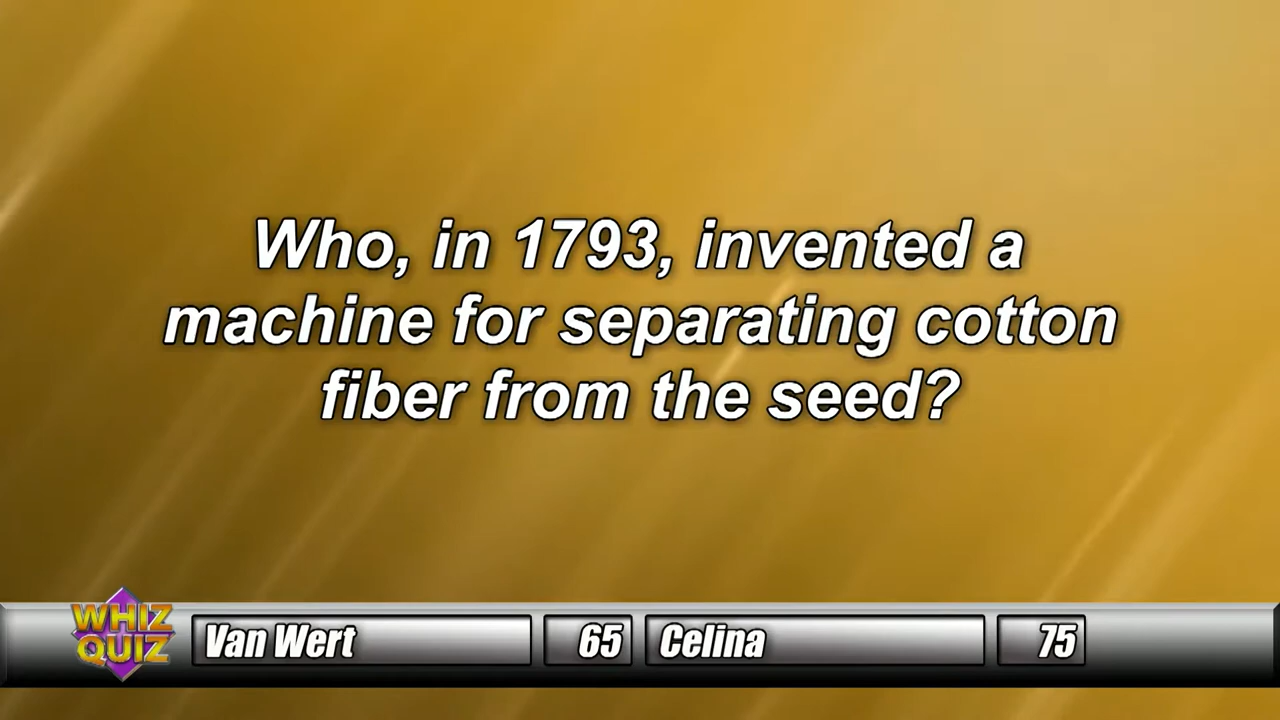 Who, in 1793, invented a
machine for separating cotton
fiber from the seed?
WHIZ
QUIZ
Van Wert 65 Celina 75